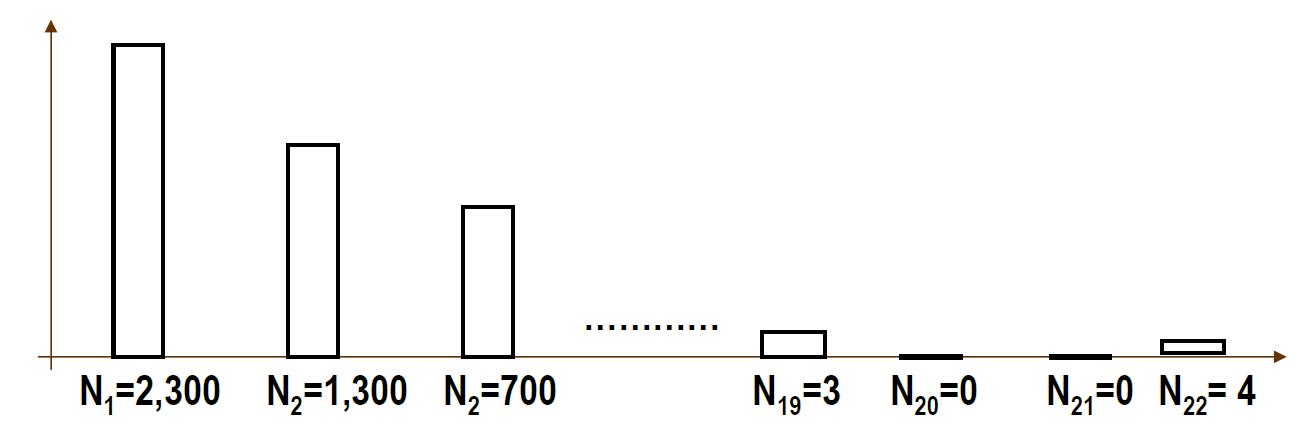 ............
N₁=2,300 N₂=1,300 N₂=700 N₁₉=3 N₂₀=0 N₂₁=0 N₂₂= 4